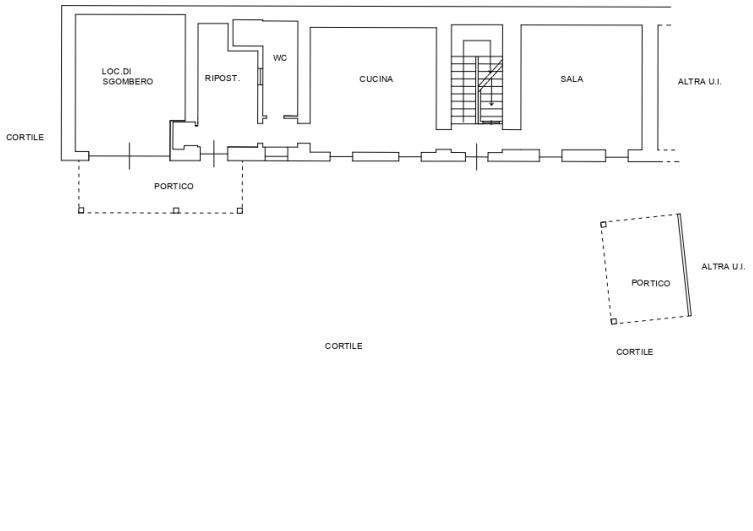 LOC.DI
SGOMBERO
RIPOST.
WC
CUCINA
SALA
ALTRA U.I.
CORTILE
PORTICO
ALTRA U.I.
PORTICO
CORTILE
CORTILE